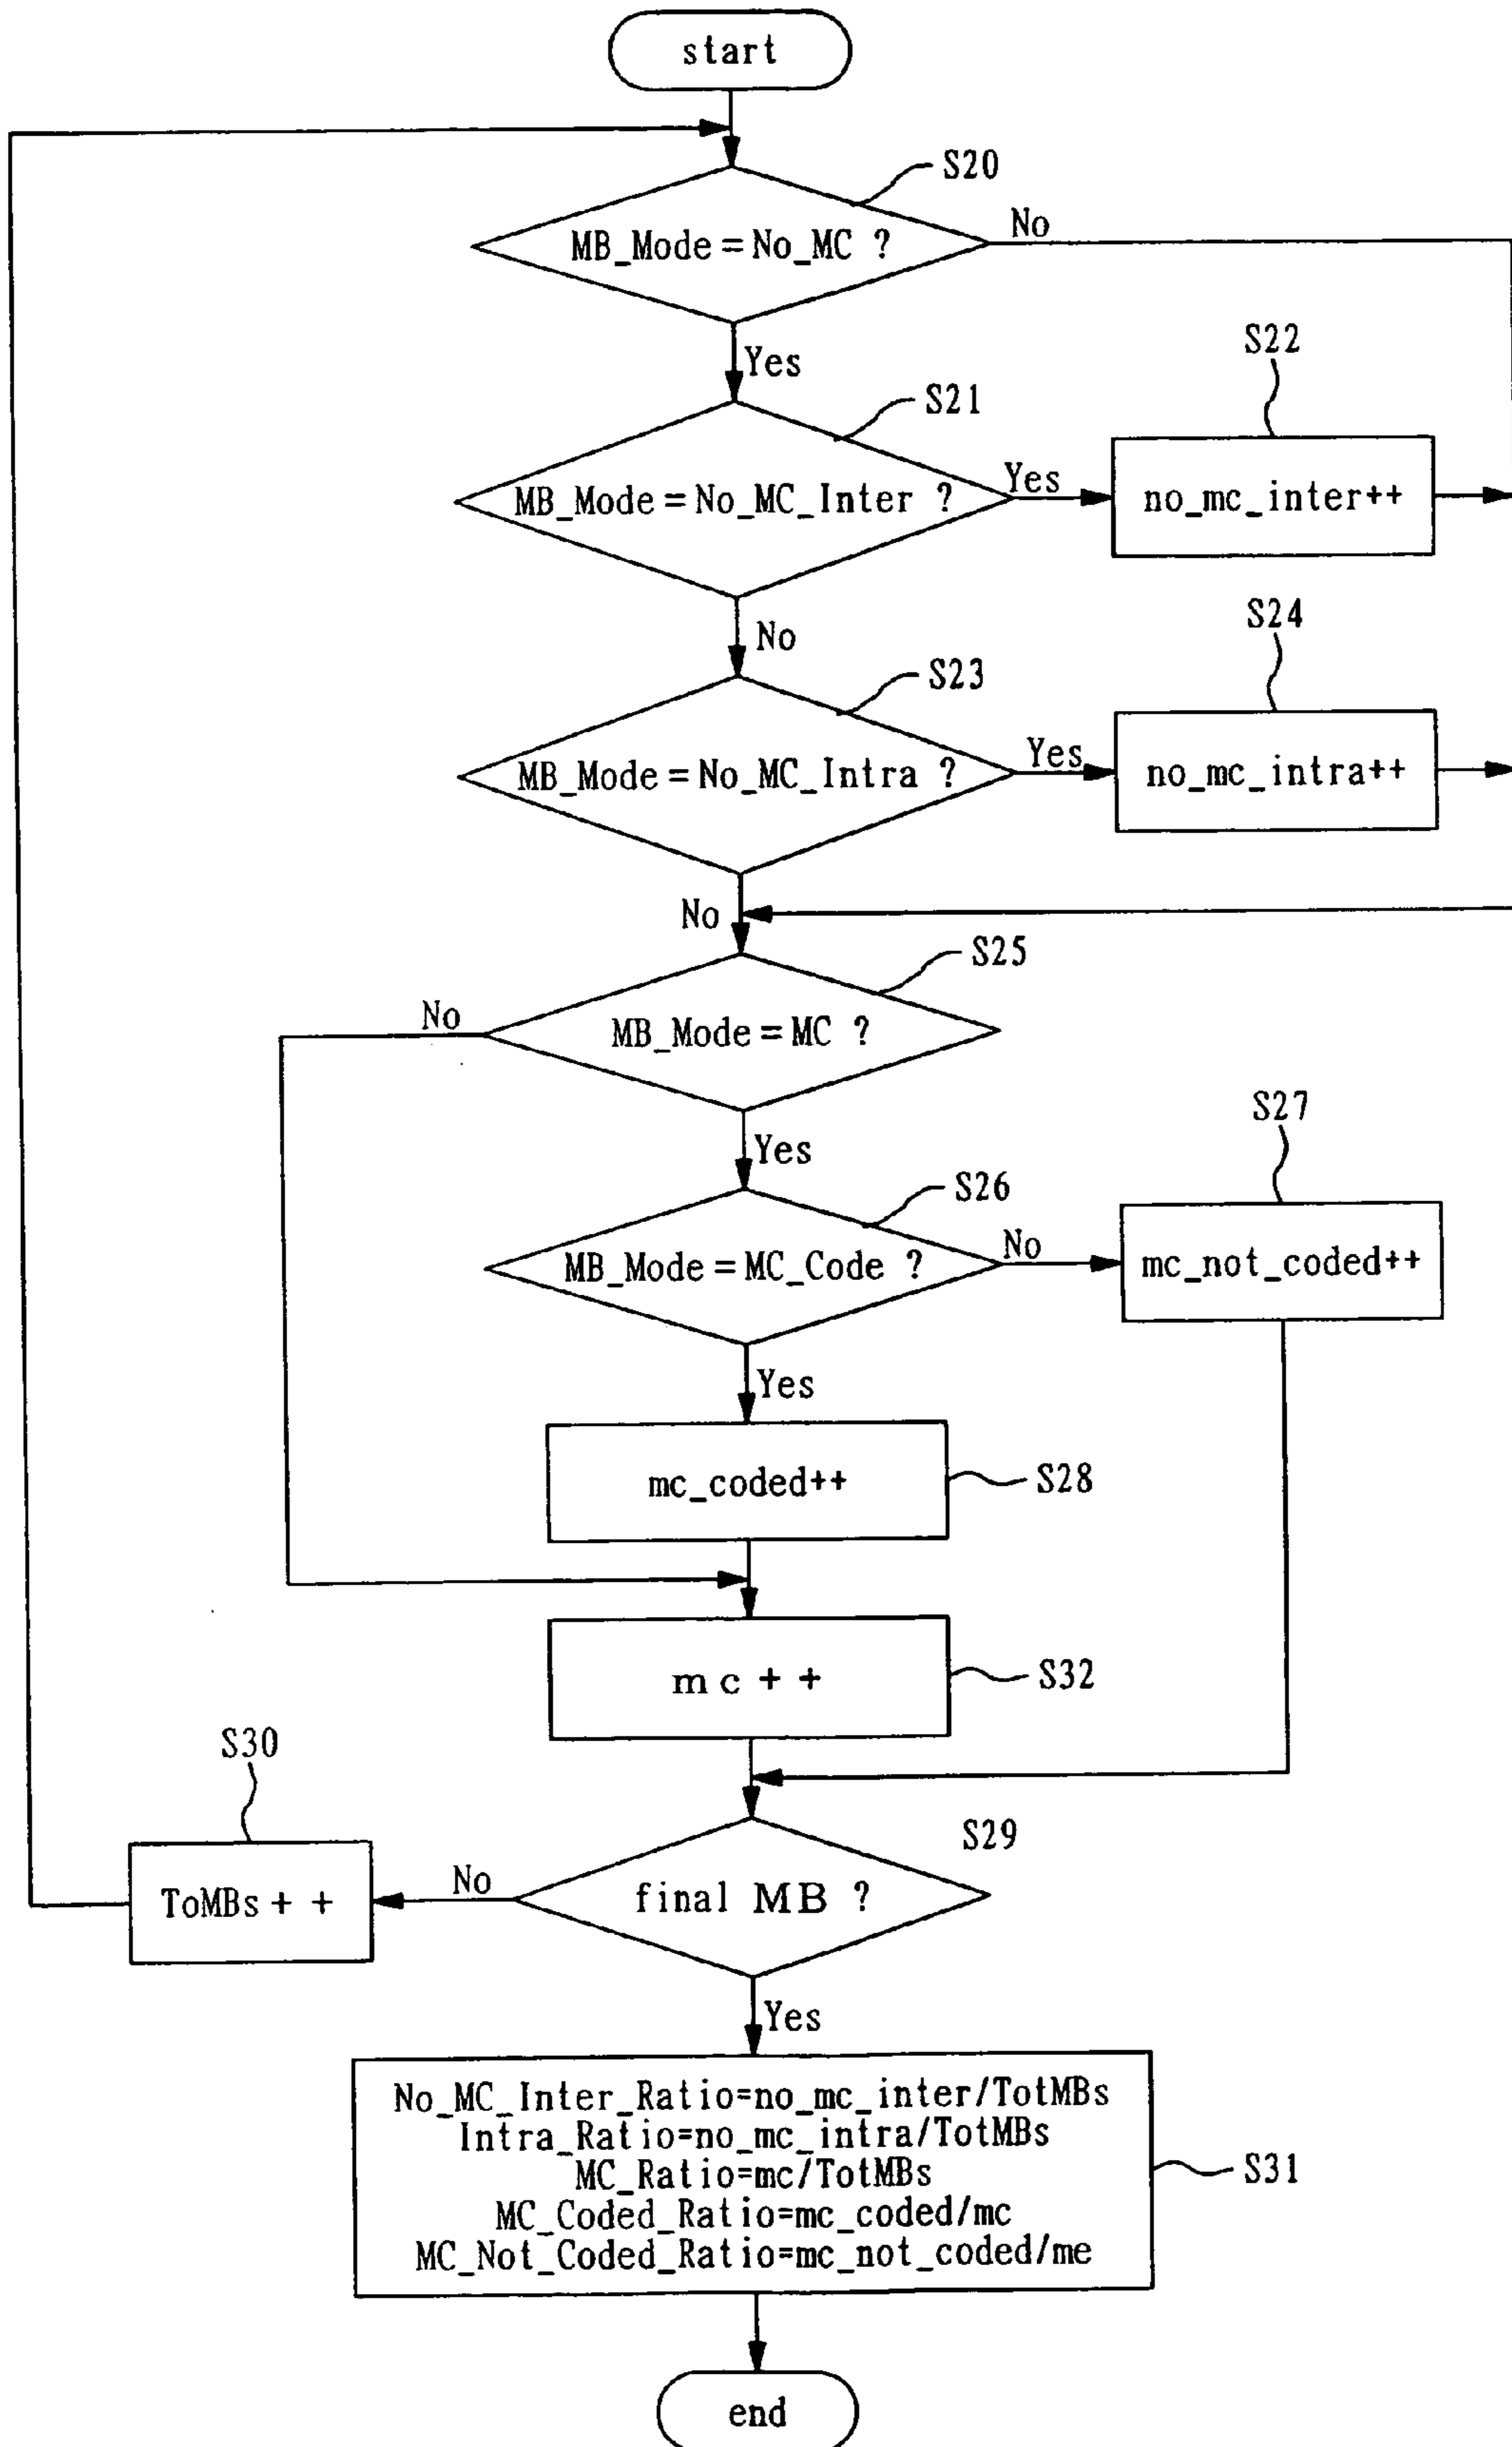 start
S20
MB_Mode=No_MC ?
No
Yes
S22
S21
MB_Mode=No_MC_Inter ?
Yes
no_mc_inter++
No
S24
S23
MB_Mode=No_MC_Intra ?
Yes
no_mc_intra++
No
S25
No
MB_Mode=MC ?
S27
Yes
S26
MB_Mode=MC_Code ?
No
mc_not_coded++
Yes
mc_coded++
S28
mc++
S32
S30
S29
ToMBs++
No
final MB ?
Yes
No_MC_Inter_Ratio=no_mc_inter/TotMBs
Intra_Ratio=no_mc_intra/TotMBs
MC_Ratio=mc/TotMBs
S31
MC_Coded_Ratio=mc_coded/mc
MC_Not_Coded_Ratio=mc_not_coded/me
end